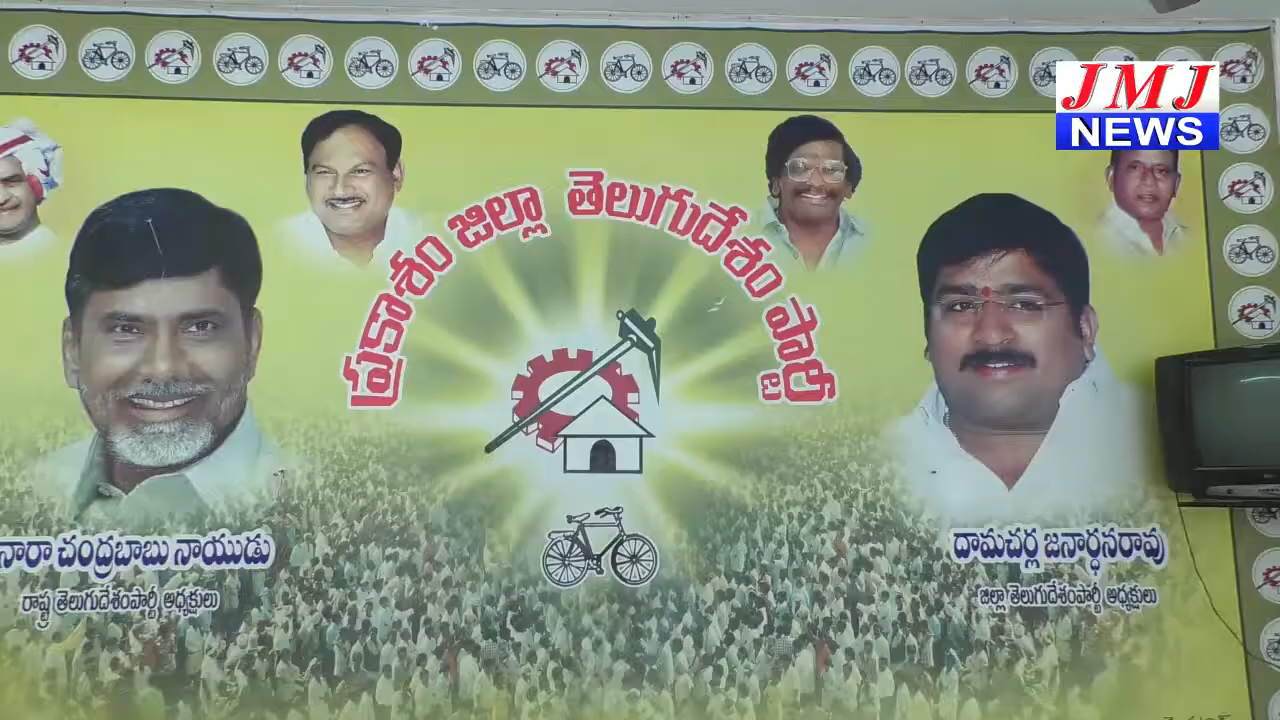 JMJ
NEWS
ప్రకాశం జిల్లా తెలుగుదేశం పార్టీ
నారా చంద్రబాబు నాయుడు
రాష్ట్ర తెలుగుదేశంపార్టీ అధ్యక్షులు
దామచర్ల జనార్ధనరావు
జిల్లా తెలుగుదేశంపార్టీ అధ్యక్షులు